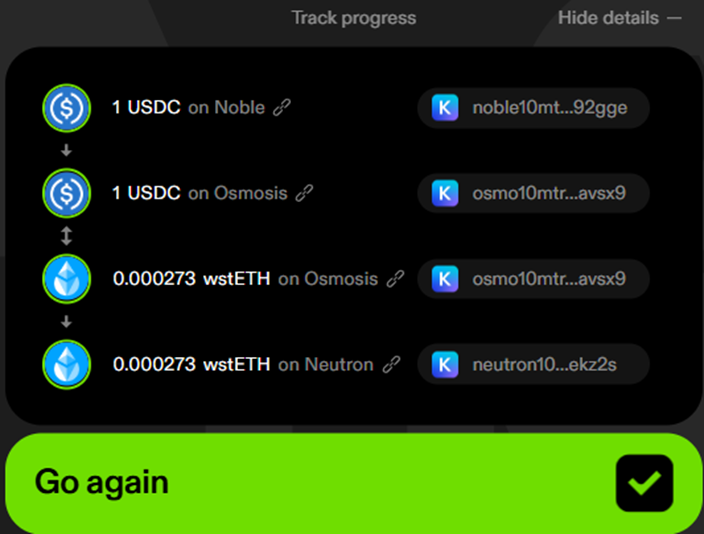 Track progress Hide details —
1 USDC on Noble noble10mt...92gge
1 USDC on Osmosis osmo10mtr...avsx9
0.000273 wstETH on Osmosis osmo10mtr...avsx9
0.000273 wstETH on Neutron neutron10...ekz2s
Go again